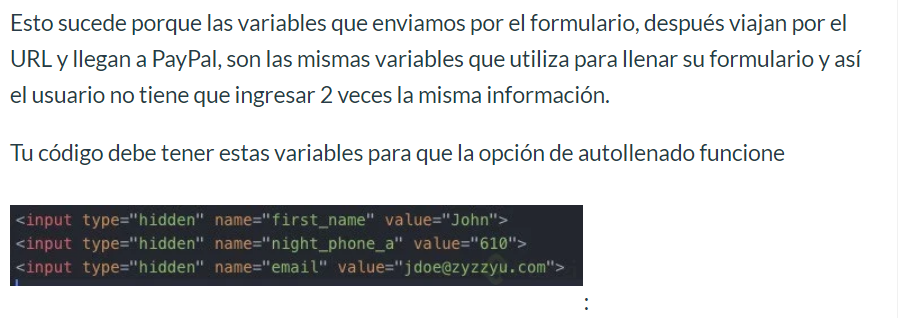 Esto sucede porque las variables que enviamos por el formulario, después viajan por el
URL y llegan a PayPal, son las mismas variables que utiliza para llenar su formulario y así
el usuario no tiene que ingresar 2 veces la misma información.
Tu código debe tener estas variables para que la opción de autollenado funcione
<input type="hidden" name="first_name" value="John">
<input type="hidden" name="night_phone_a" value="610">
<input type="hidden" name="email" value="jdoe@zyzzyu.com">
: